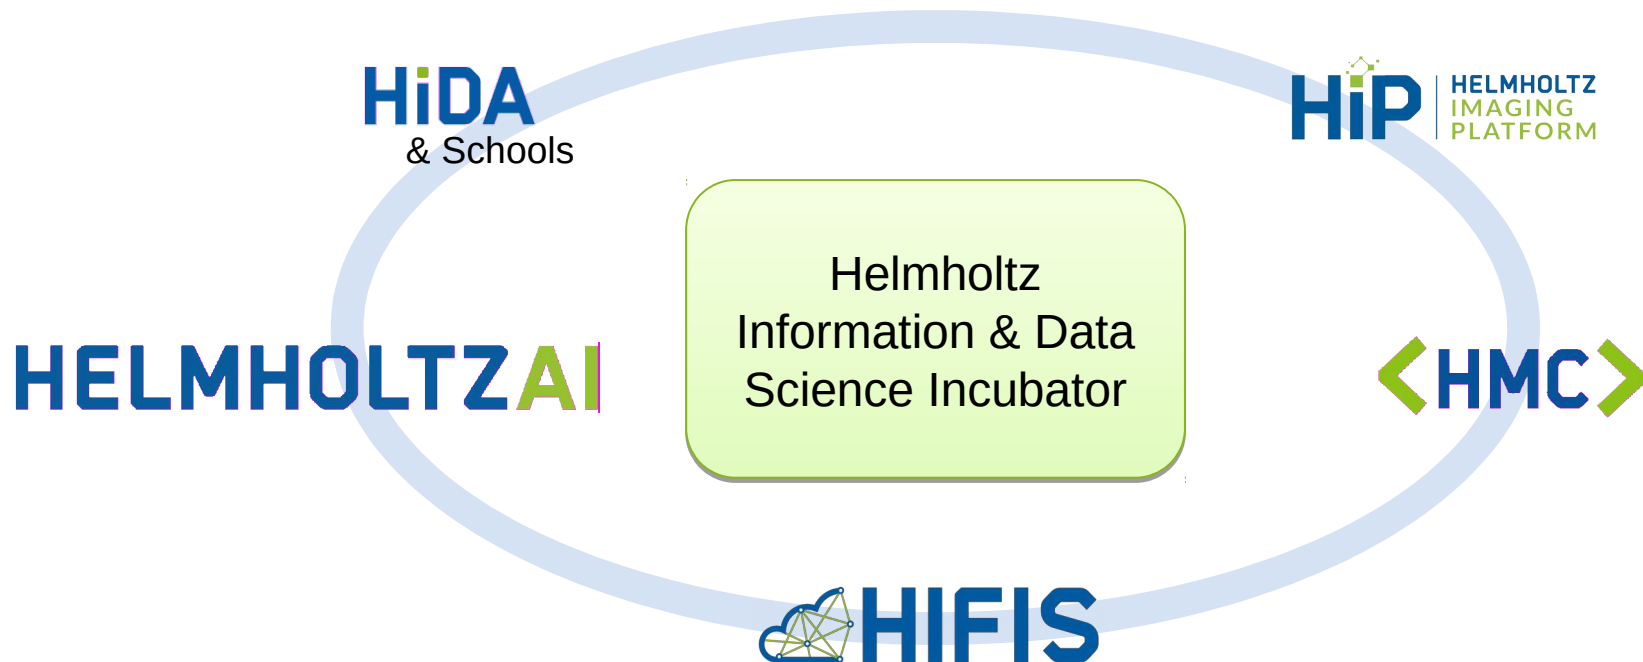 HiDA
& Schools
HiP
HELMHOLTZ
IMAGING
PLATFORM
Helmholtz
Information & Data
Science Incubator
HELMHOLTZAI
<HMC>
HIFIS